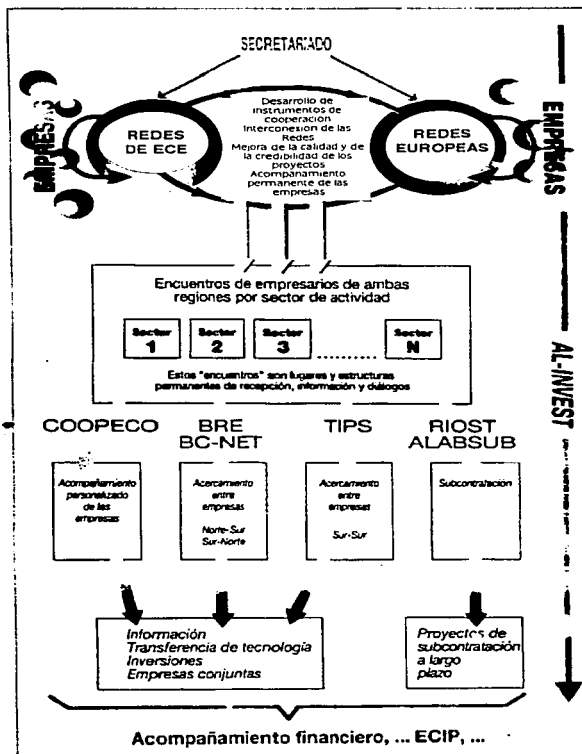 SECRETARIADO
EMPRESAS
REDES
DE ECE
Desarrollo de
instrumentos de
cooperación
Interconexión de las
Redes
Mejora de la calidad y de
la credibilidad de los
proyectos
Acompañamiento
permanente de las
empresas
REDES
EUROPEAS
EMPRESAS
Encuentros de empresarios de ambas
regiones por sector de actividad
Sector
1
Sector
2
Sector
3
..........
Sector
N
Estos "encuentros" son lugares y estructuras
permanentes de recepción, información y diálogos
AL-INVEST
COOPECO
BRE
BC-NET
TIPS
RIOST
ALABSUB
Acompañamiento
personalizado
de las
empresas
Acercamiento
entre
empresas
Norte-Sur
Sur-Norte
Acercamiento
entre
empresas
Sur-Sur
Subcontratación
Información
Transferencia de tecnología
Inversiones
Empresas conjuntas
Proyectos de
subcontratación
a largo
plazo
Acompañamiento financiero, ... ECIP, ...